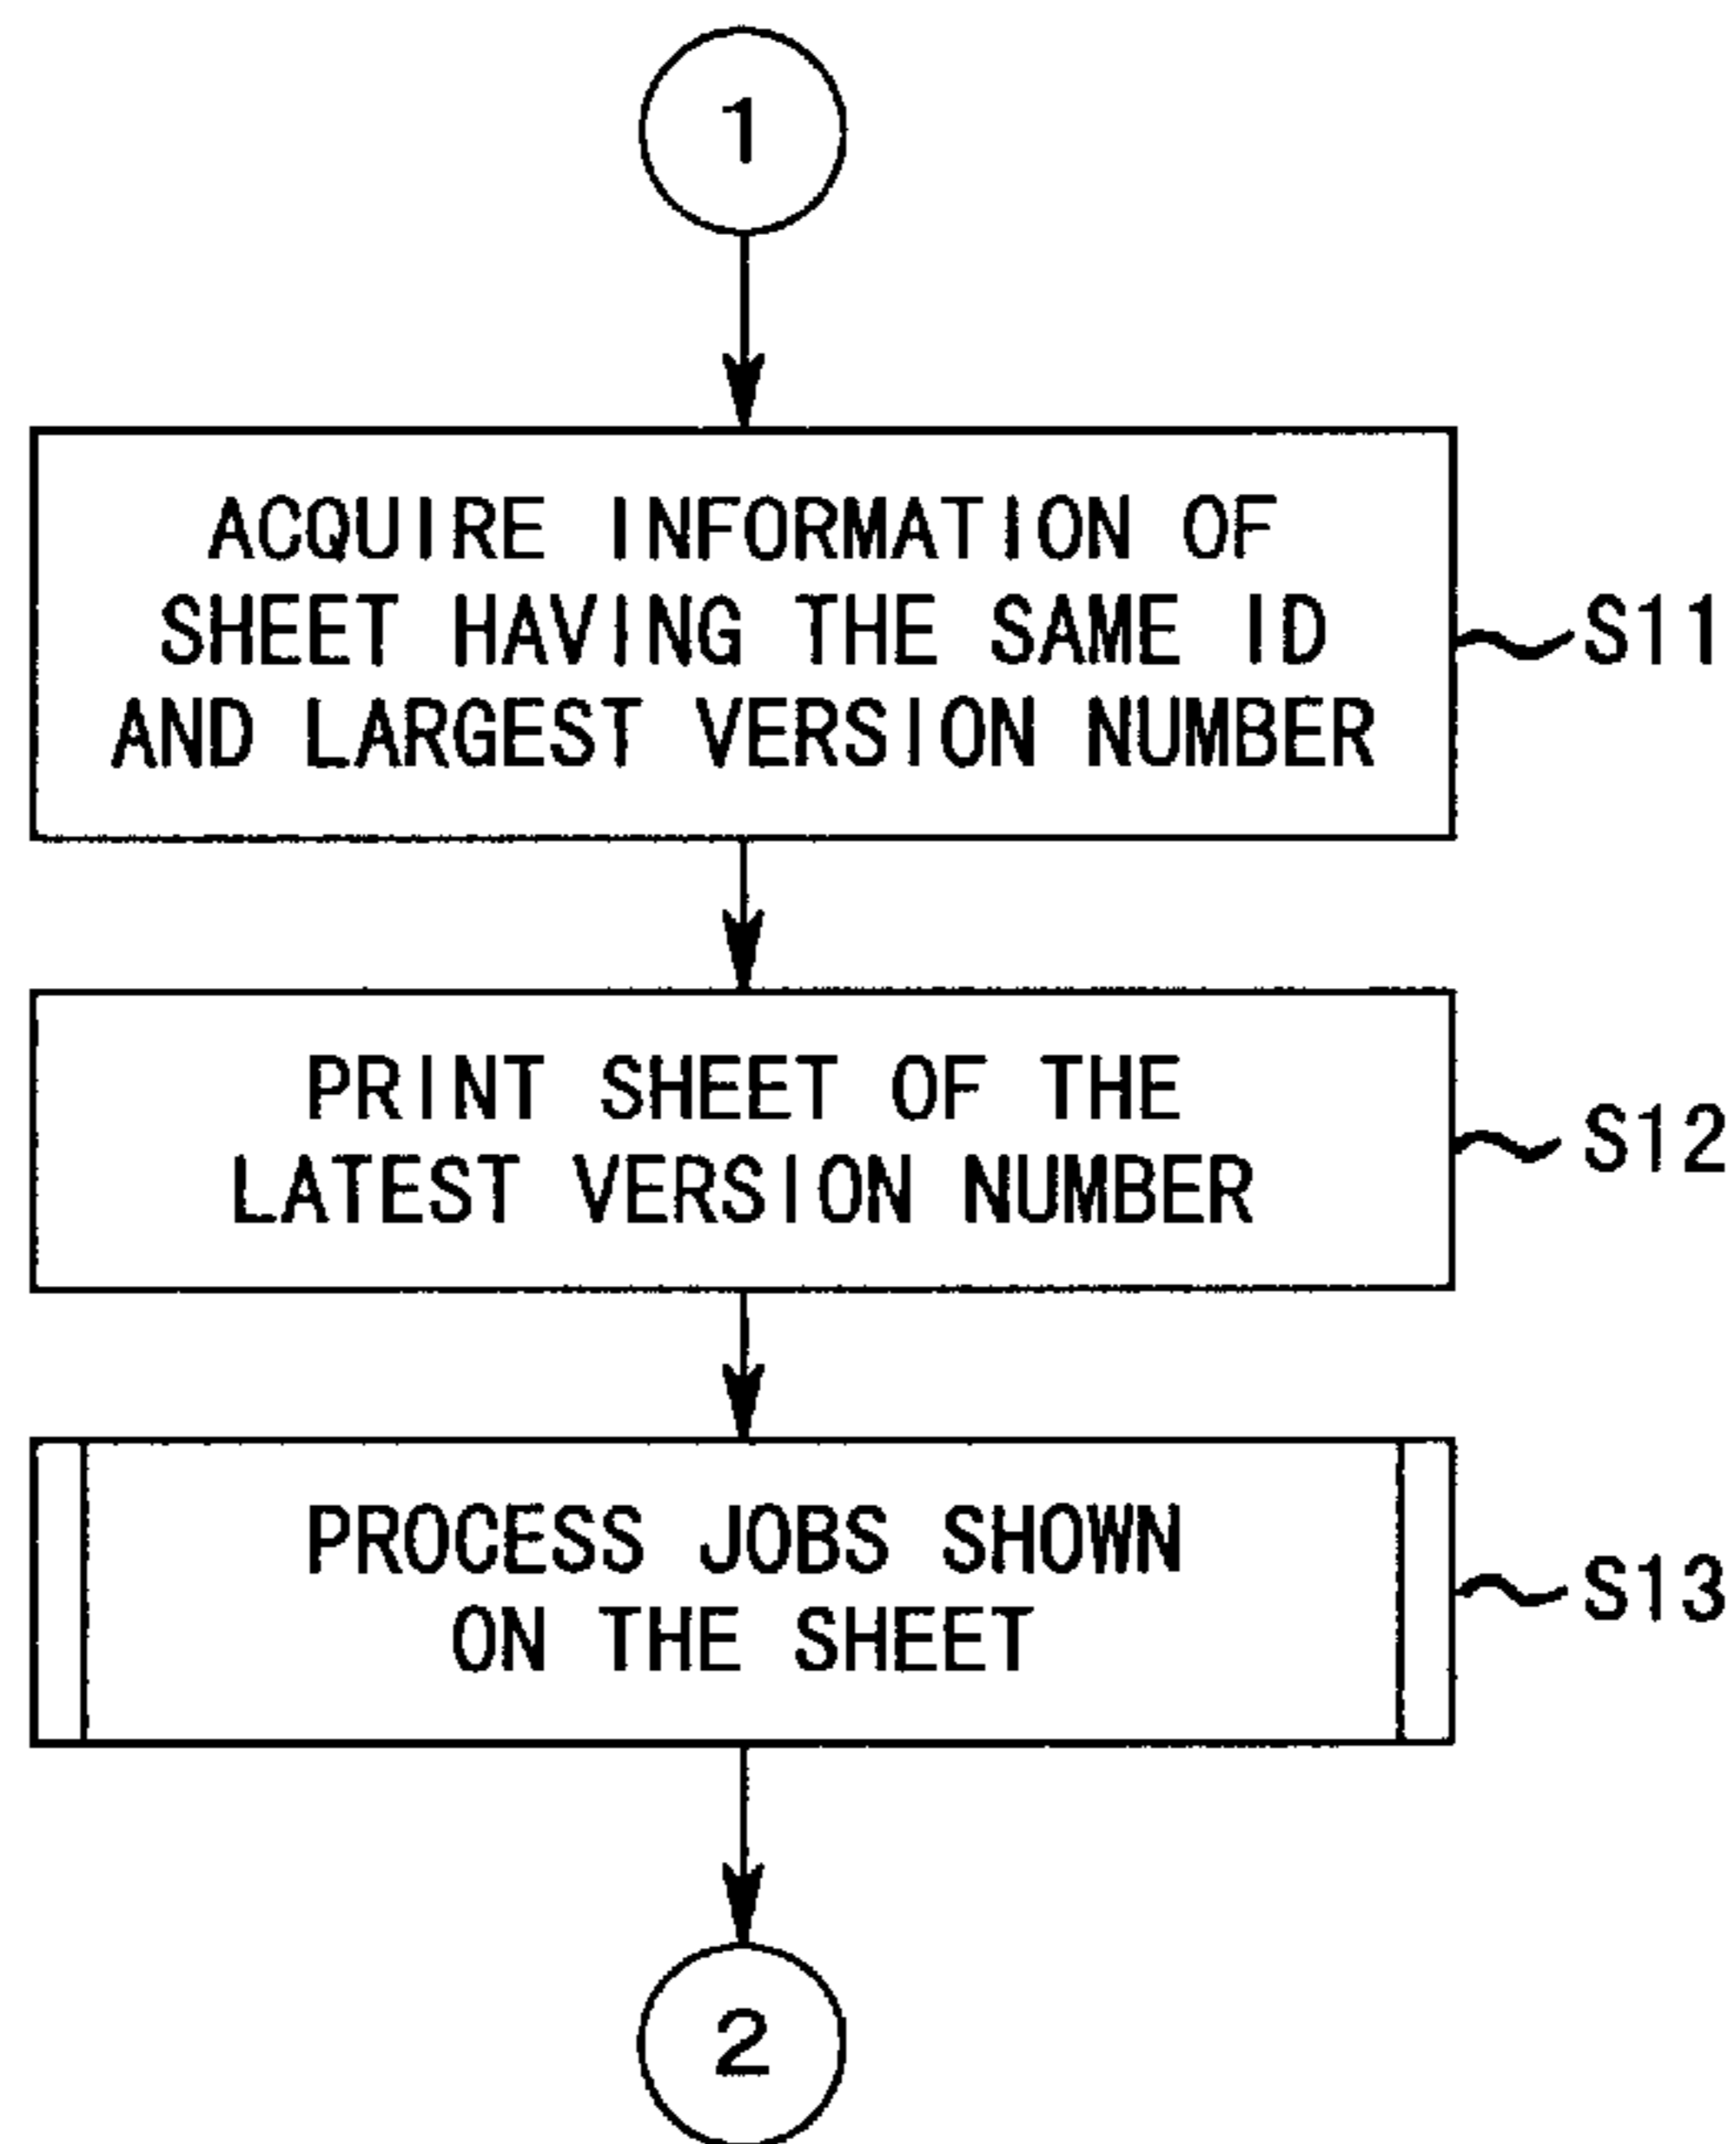 1
ACQUIRE INFORMATION OF
SHEET HAVING THE SAME ID
AND LARGEST VERSION NUMBER
S11
PRINT SHEET OF THE
LATEST VERSION NUMBER
S12
PROCESS JOBS SHOWN
ON THE SHEET
S13
2